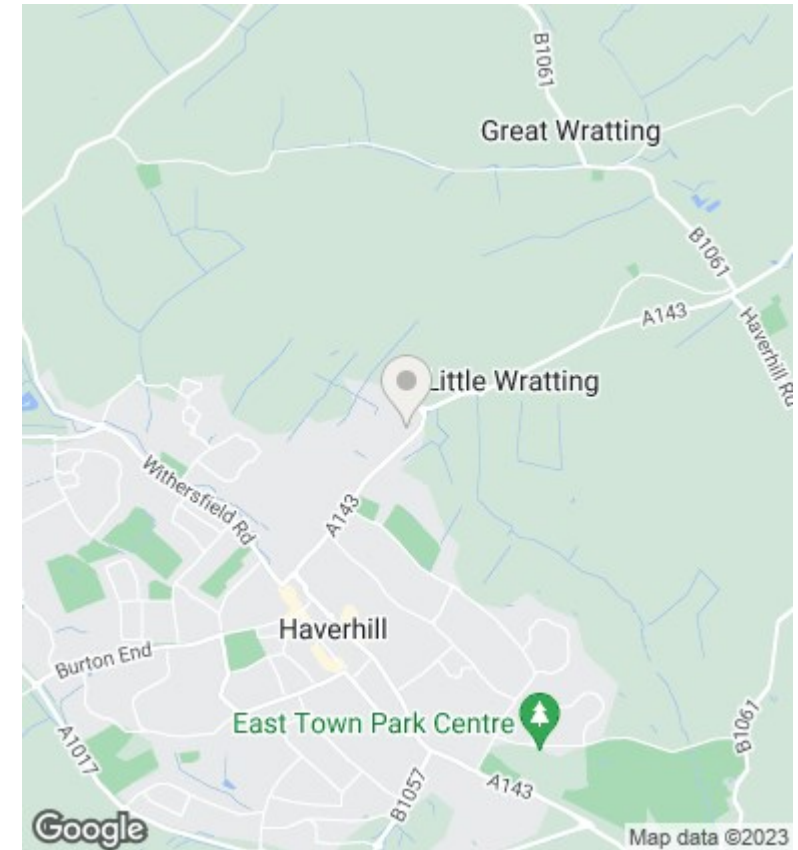 B1061
Great Wratting
B1061
A143
Haverhill Rd
Little Wratting
Withersfield Rd
A143
Haverhill
Burton End
East Town Park Centre
A1017
B1061
B1057
A143
Google
Map data ©2023